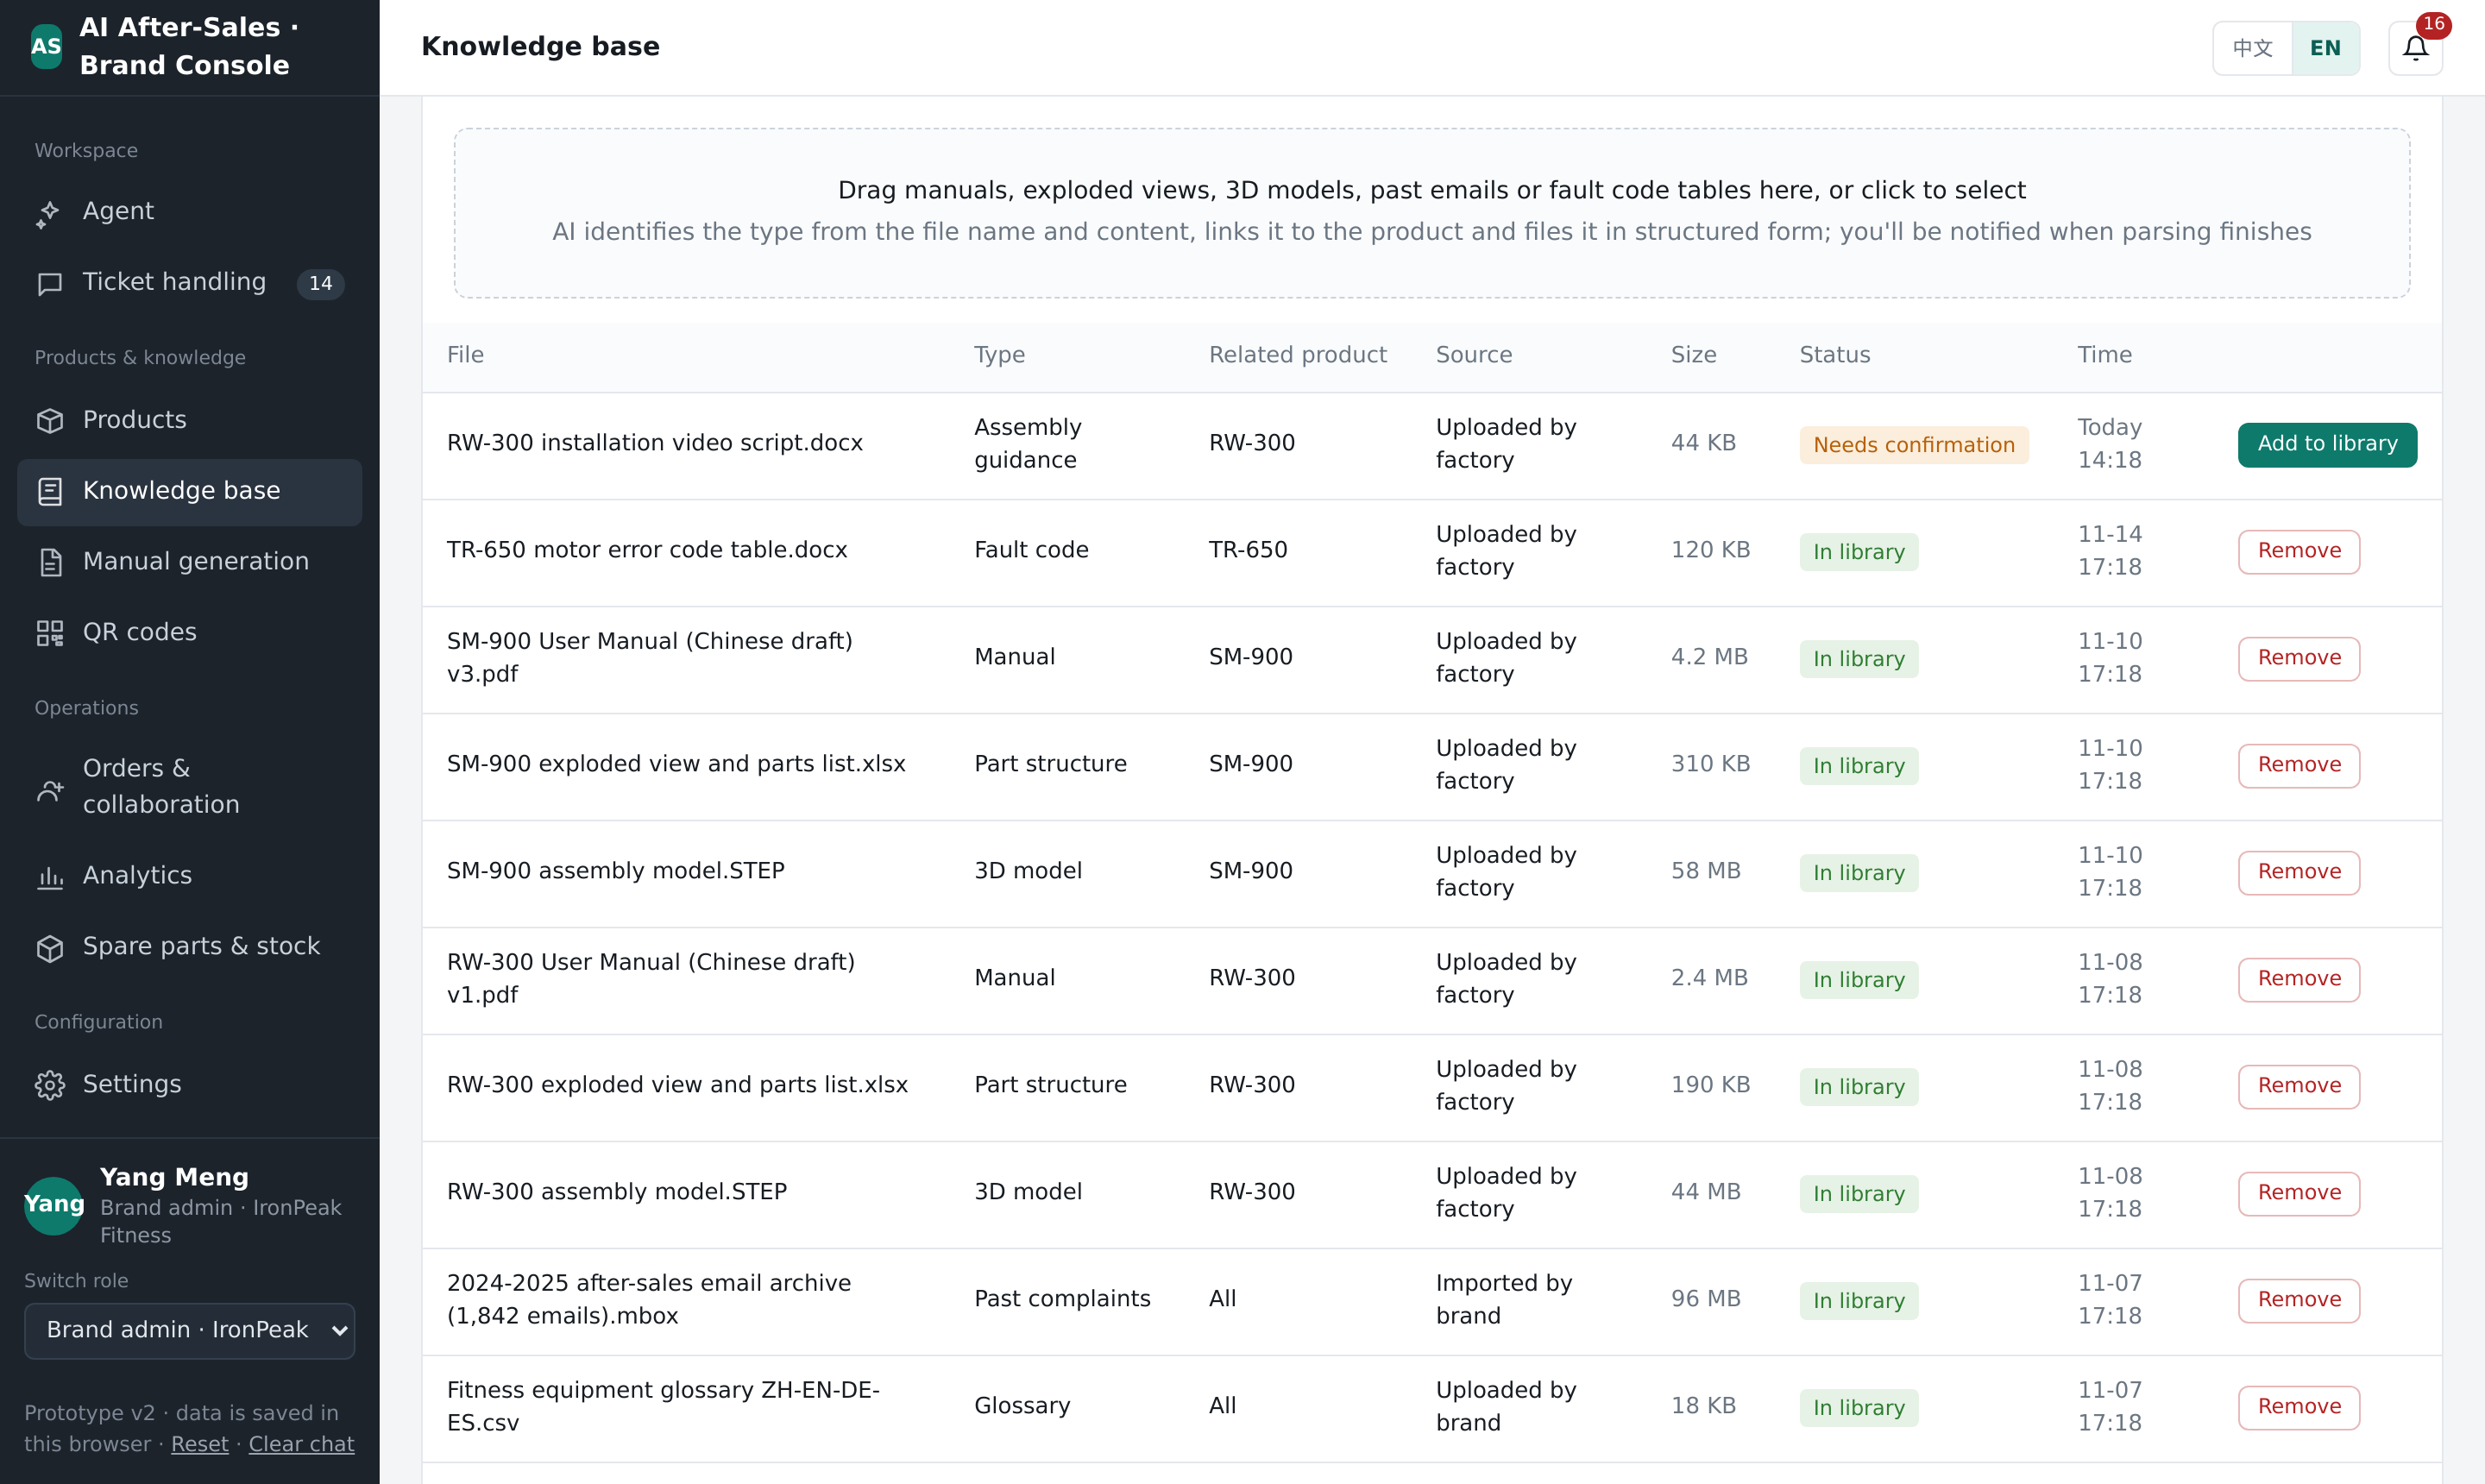 AS
AI After-Sales ·
Brand Console
Workspace
Agent
Ticket handling 14
Products & knowledge
Products
Knowledge base
Manual generation
QR codes
Operations
Orders &
collaboration
Analytics
Spare parts & stock
Configuration
Settings
Yang
Yang Meng
Brand admin · IronPeak
Fitness
Switch role
Brand admin · IronPeak
Prototype v2 · data is saved in
this browser · Reset · Clear chat
Knowledge base
中文 EN
16
Drag manuals, exploded views, 3D models, past emails or fault code tables here, or click to select
AI identifies the type from the file name and content, links it to the product and files it in structured form; you'll be notified when parsing finishes
File Type Related product Source Size Status Time
RW-300 installation video script.docx
Assembly
guidance
RW-300
Uploaded by
factory
44 KB
Needs confirmation
Today
14:18
Add to library
TR-650 motor error code table.docx
Fault code
TR-650
Uploaded by
factory
120 KB
In library
11-14
17:18
Remove
SM-900 User Manual (Chinese draft)
v3.pdf
Manual
SM-900
Uploaded by
factory
4.2 MB
In library
11-10
17:18
Remove
SM-900 exploded view and parts list.xlsx
Part structure
SM-900
Uploaded by
factory
310 KB
In library
11-10
17:18
Remove
SM-900 assembly model.STEP
3D model
SM-900
Uploaded by
factory
58 MB
In library
11-10
17:18
Remove
RW-300 User Manual (Chinese draft)
v1.pdf
Manual
RW-300
Uploaded by
factory
2.4 MB
In library
11-08
17:18
Remove
RW-300 exploded view and parts list.xlsx
Part structure
RW-300
Uploaded by
factory
190 KB
In library
11-08
17:18
Remove
RW-300 assembly model.STEP
3D model
RW-300
Uploaded by
factory
44 MB
In library
11-08
17:18
Remove
2024-2025 after-sales email archive
(1,842 emails).mbox
Past complaints
All
Imported by
brand
96 MB
In library
11-07
17:18
Remove
Fitness equipment glossary ZH-EN-DE-
ES.csv
Glossary
All
Uploaded by
brand
18 KB
In library
11-07
17:18
Remove